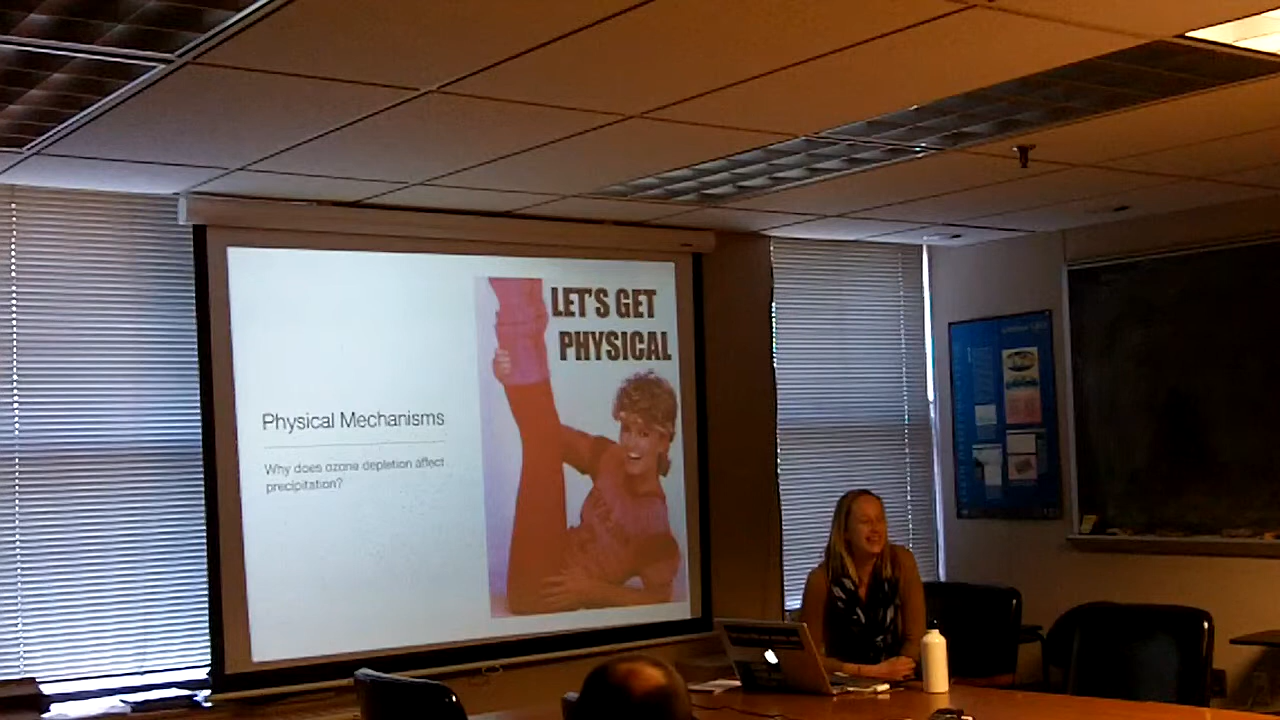 LET'S GET
PHYSICAL
Physical Mechanisms
Why does ozone depletion affect
precipitation?